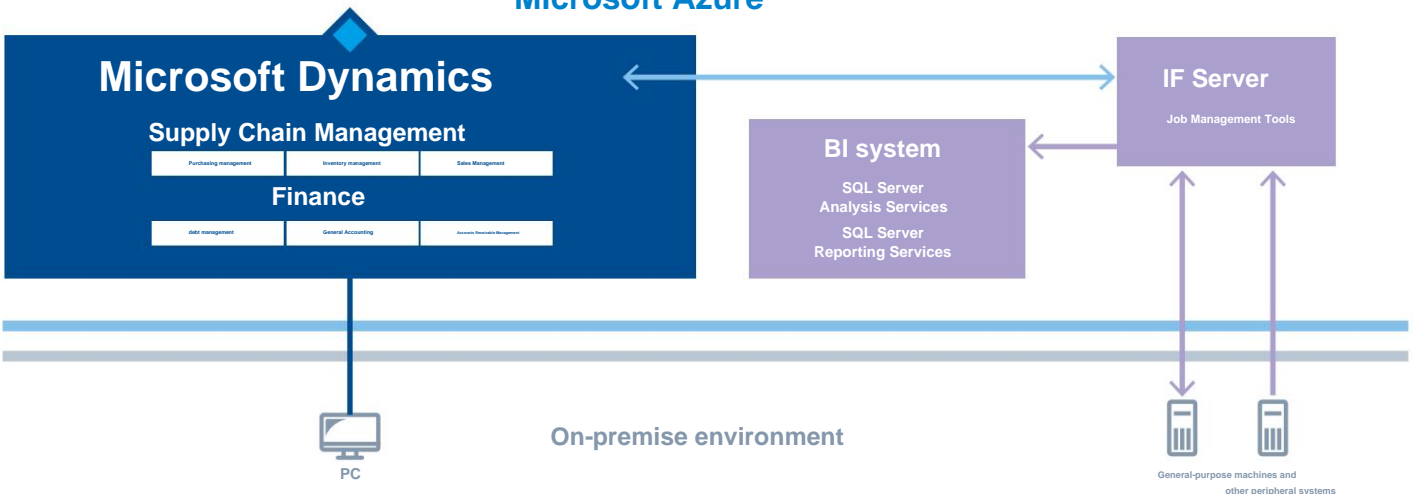 Microsoft Azure
Microsoft Dynamics
Supply Chain Management
Purchasing management
Inventory management
Sales Management
Finance
debt management
General Accounting
Accounts Receivable Management
IF Server
Job Management Tools
BI system
SQL Server
Analysis Services
SQL Server
Reporting Services
On-premise environment
PC
General-purpose machines and
other peripheral systems